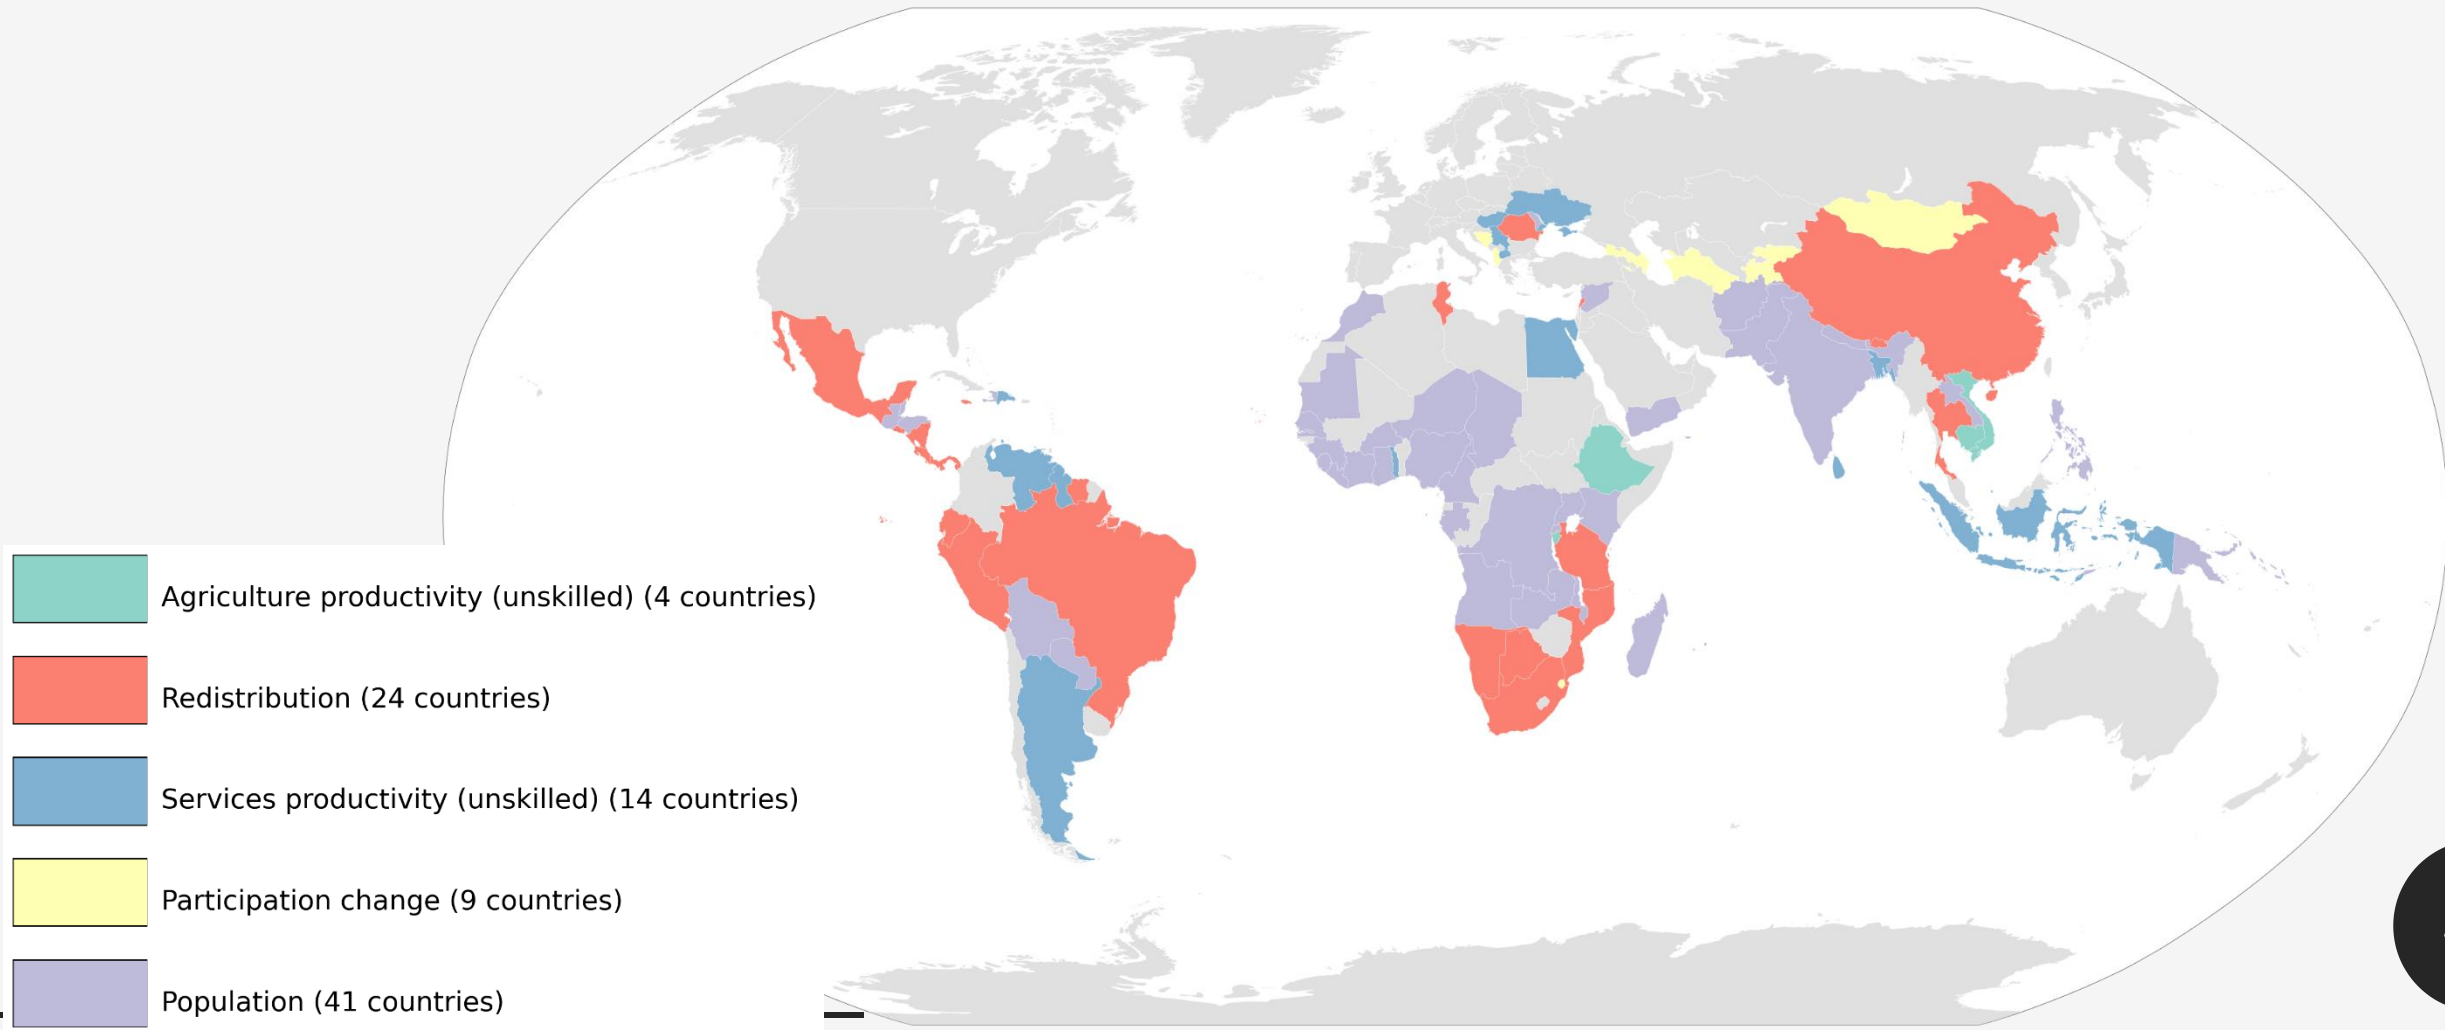 Agriculture productivity (unskilled) (4 countries)
Redistribution (24 countries)
Services productivity (unskilled) (14 countries)
Participation change (9 countries)
Population (41 countries)